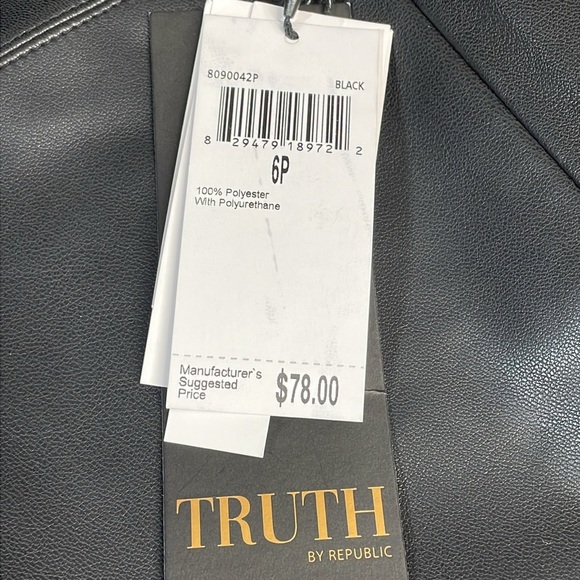 8090042P BLACK
8 29479 18972 2
6P
100% Polyester
With Polyurethane
Manufacturer`s
Suggested
Price
$78.00
TRUTH
BY REPUBLIC